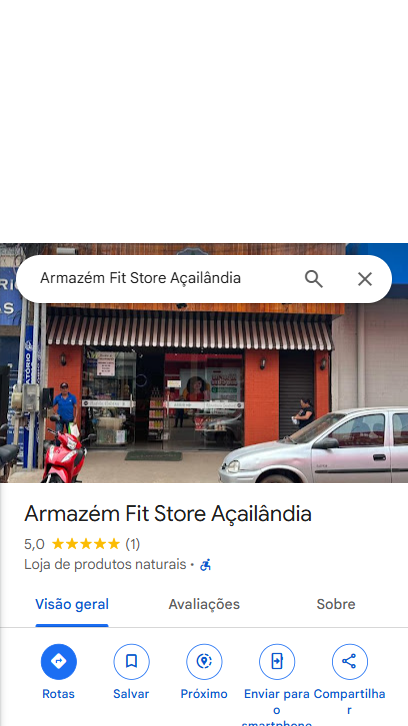 Armazém Fit Store Açailândia
Armazém Fit Store Açailândia
5,0 (1)
Loja de produtos naturais ·
Visão geral
Avaliações
Sobre
Rotas
Salvar
Próximo
Enviar para o smartphone
Compartilhar